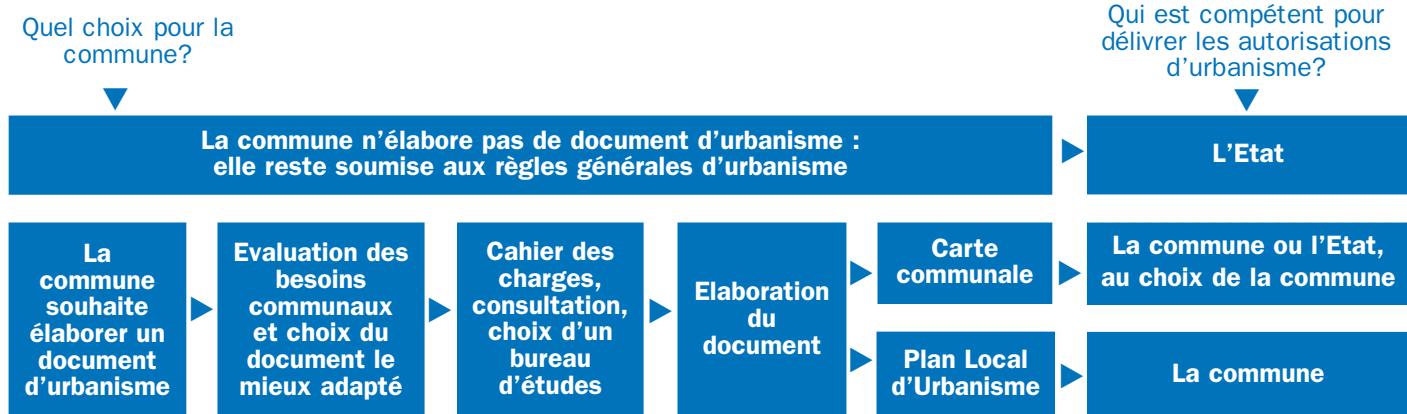 Quel choix pour la
commune?
Qui est compétent pour
délivrer les autorisations
d'urbanisme?
La commune n'élabore pas de document d'urbanisme :
elle reste soumise aux règles générales d'urbanisme
L'Etat
La
commune
souhaite
élaborer un
document
d'urbanisme
Evaluation des
besoins
communaux
et choix du
document le
mieux adapté
Cahier des
charges,
consultation,
choix d'un
bureau
d'études
Elaboration
du
document
Carte
communale
La commune ou l'Etat,
au choix de la commune
Plan Local
d'Urbanisme
La commune